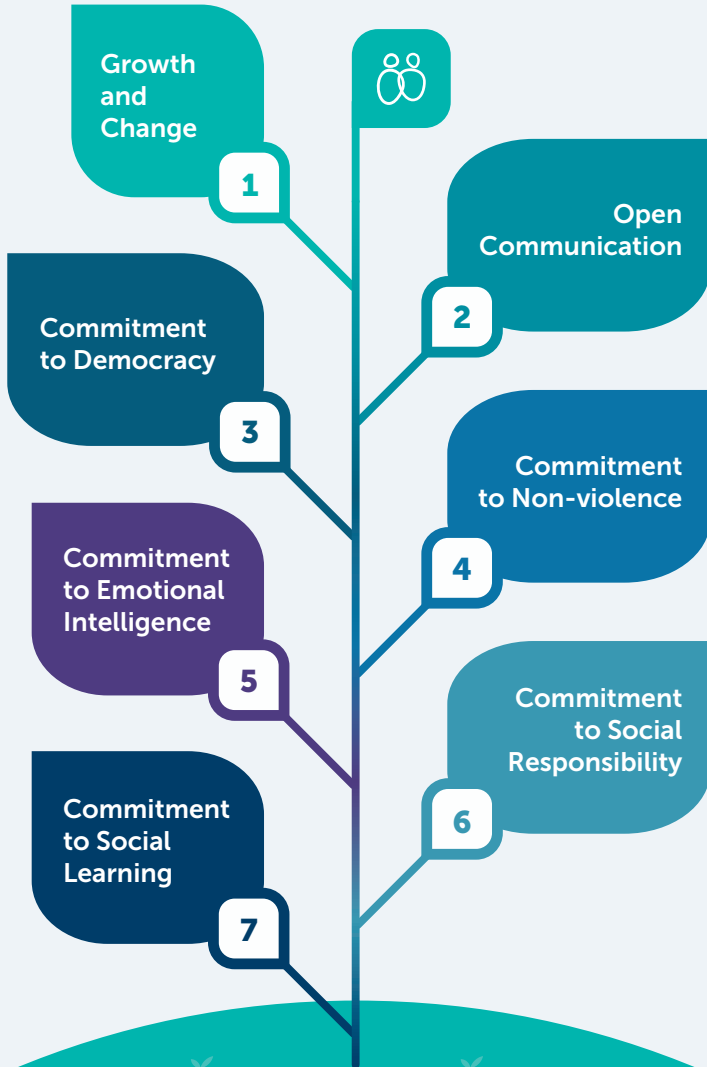 Growth
and
Change
1
Open
Communication
2
Commitment
to Democracy
3
Commitment
to Non-violence
4
Commitment
to Emotional
Intelligence
5
Commitment
to Social
Responsibility
6
Commitment
to Social
Learning
7